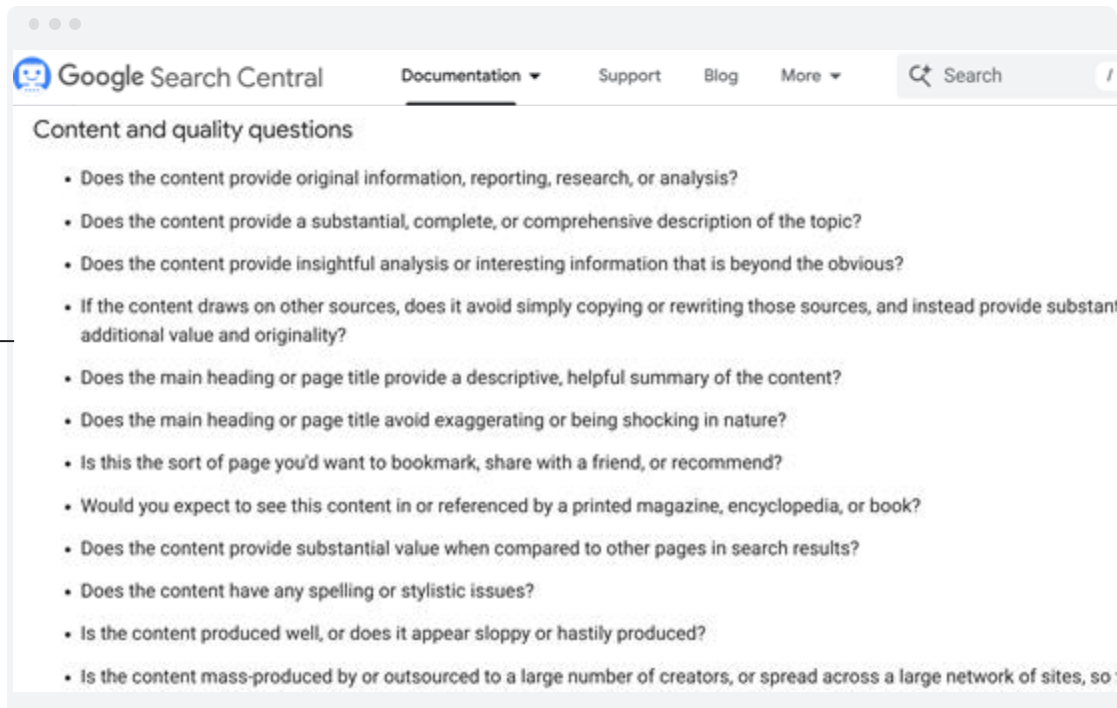 Google Search Central
Documentation
Support
Blog
More
Search
/
Content and quality questions
• Does the content provide original information, reporting, research, or analysis?
• Does the content provide a substantial, complete, or comprehensive description of the topic?
• Does the content provide insightful analysis or interesting information that is beyond the obvious?
• If the content draws on other sources, does it avoid simply copying or rewriting those sources, and instead provide substant
additional value and originality?
• Does the main heading or page title provide a descriptive, helpful summary of the content?
• Does the main heading or page title avoid exaggerating or being shocking in nature?
• Is this the sort of page you'd want to bookmark, share with a friend, or recommend?
• Would you expect to see this content in or referenced by a printed magazine, encyclopedia, or book?
• Does the content provide substantial value when compared to other pages in search results?
• Does the content have any spelling or stylistic issues?
• Is the content produced well, or does it appear sloppy or hastily produced?
• Is the content mass-produced by or outsourced to a large number of creators, or spread across a large network of sites, so